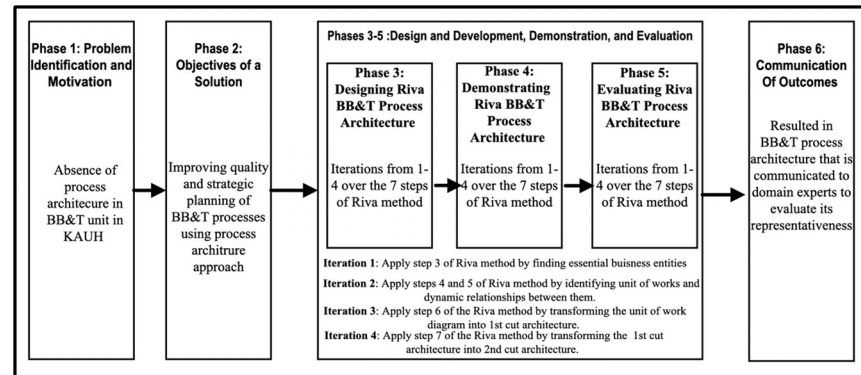 Phase 1: Problem
Identification and
Motivation
Absence of
process
architecure in
BB&T unit in
KAUH
Phase 2:
Objectives of a
Solution
Improving quality
and strategic
planning of
BB&T processes
using process
architrure
approach
Phases 3-5 :Design and Development, Demonstration, and Evaluation
Phase 3:
Designing Riva
BB&T Process
Architecture
Iterations from 1-
4 over the 7 steps
of Riva method
Phase 4:
Demonstrating
Riva BB&T
Process
Architecture
Iterations from 1-
4 over the 7 steps
of Riva method
Phase 5:
Evaluating Riva
BB&T Process
Architecture
Iterations from 1-
4 over the 7 steps
of Riva method
Iteration 1: Apply step 3 of Riva method by finding essential buisness entities
Iteration 2: Apply steps 4 and 5 of Riva method by identifying unit of works and
dynamic relationships between them.
Iteration 3: Apply step 6 of the Riva method by transforming the unit of work
diagram into 1st cut architecture.
Iteration 4: Apply step 7 of the Riva method by transforming the 1st cut
architecture into 2nd cut architecture.
Phase 6:
Communication
Of Outcomes
Resulted in
BB&T process
architecture that is
communicated to
domain experts to
evaluate its
representativeness